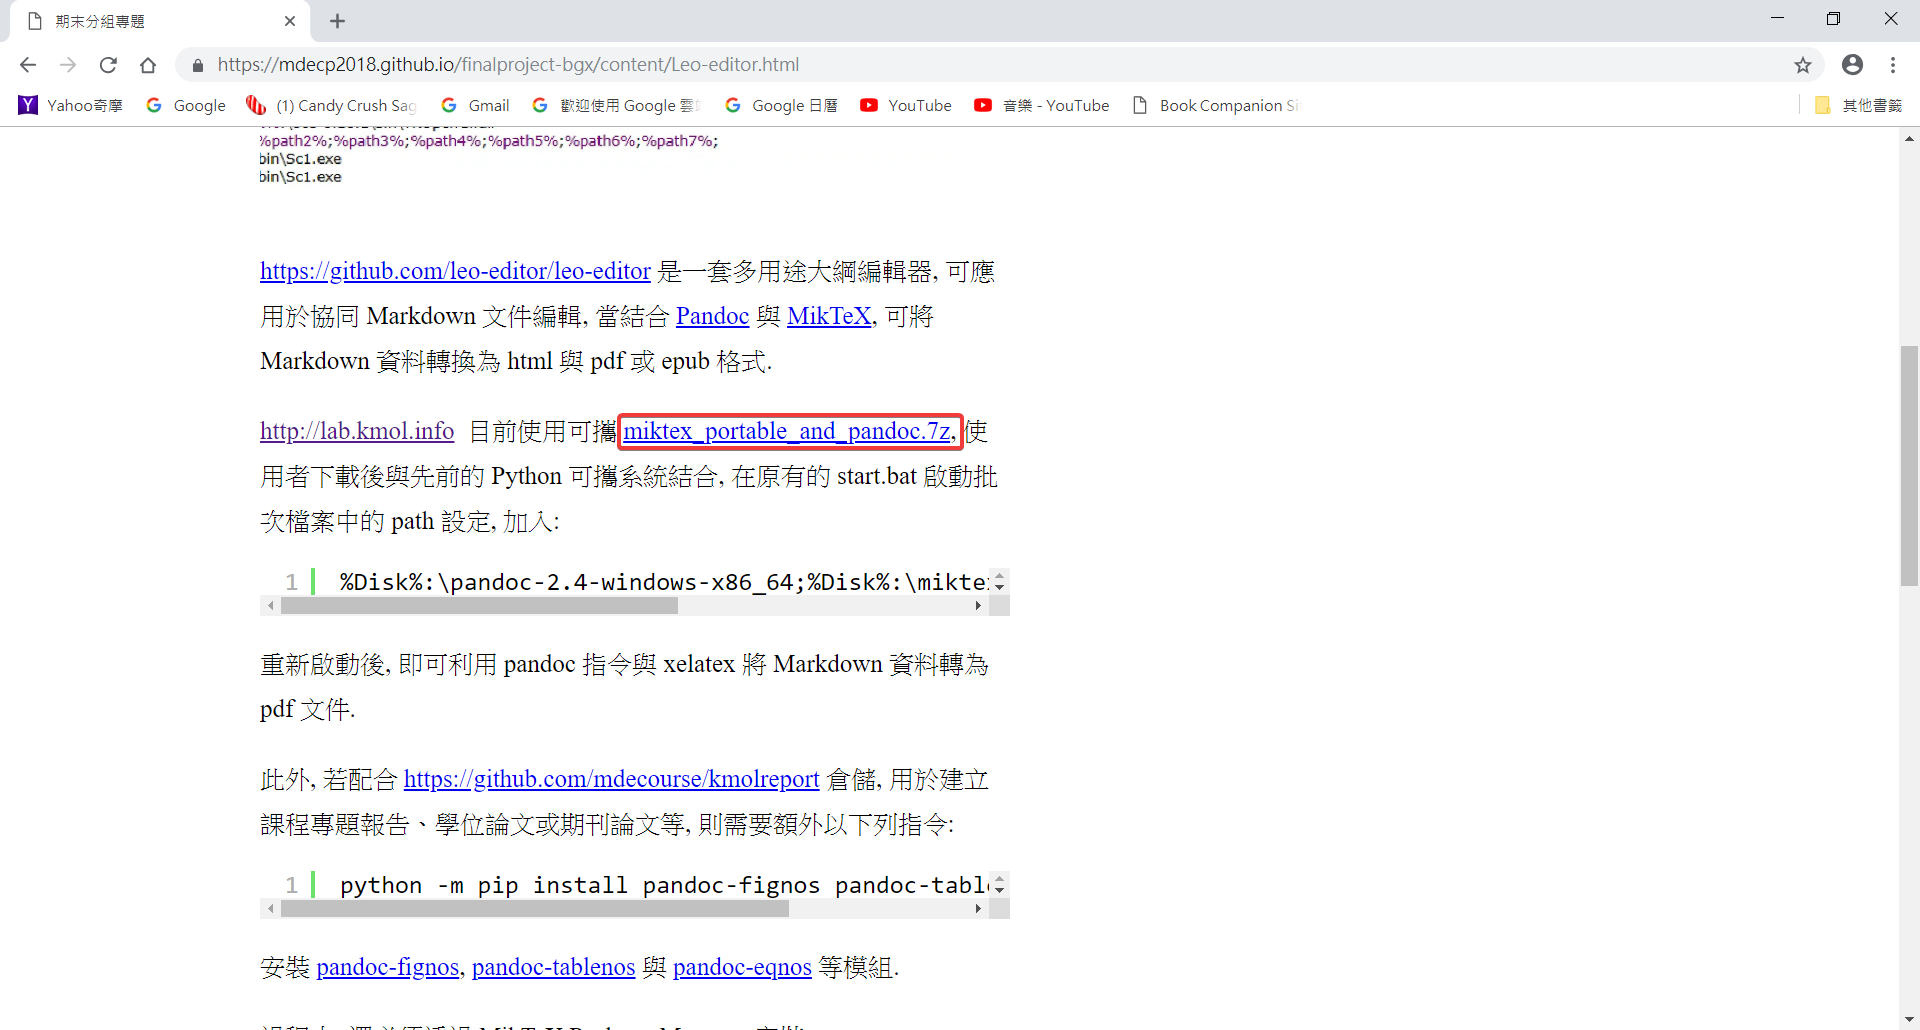 期末分組專題
https://mdecp2018.github.io/finalproject-bgx/content/Leo-editor.html
Yahoo奇摩
Google
(1) Candy Crush Sag
Gmail
歡迎使用 Google 雲
Google 日曆
YouTube
音樂 - YouTube
Book Companion Si
其他書籤
%path2%;%path3%;%path4%;%path5%;%path6%;%path7%;
bin\Sc1.exe
bin\Sc1.exe
https://github.com/leo-editor/leo-editor 是一套多用途大綱編輯器, 可應
用於協同 Markdown 文件編輯, 當結合 Pandoc 與 MikTeX, 可將
Markdown 資料轉換為 html 與 pdf 或 epub 格式.
http://lab.kmol.info 目前使用可攜 miktex_portable_and_pandoc.7z, 使
用者下載後與先前的 Python 可攜系統結合, 在原有的 start.bat 啟動批
次檔案中的 path 設定, 加入:
1 %Disk%:\pandoc-2.4-windows-x86_64;%Disk%:\mikte
重新啟動後, 即可利用 pandoc 指令與 xelatex 將 Markdown 資料轉為
pdf 文件.
此外, 若配合 https://github.com/mdecourse/kmolreport 倉儲, 用於建立
課程專題報告、學位論文或期刊論文等, 則需要額外以下列指令:
1 python -m pip install pandoc-fignos pandoc-tabl
安裝 pandoc-fignos, pandoc-tablenos 與 pandoc-eqnos 等模組.